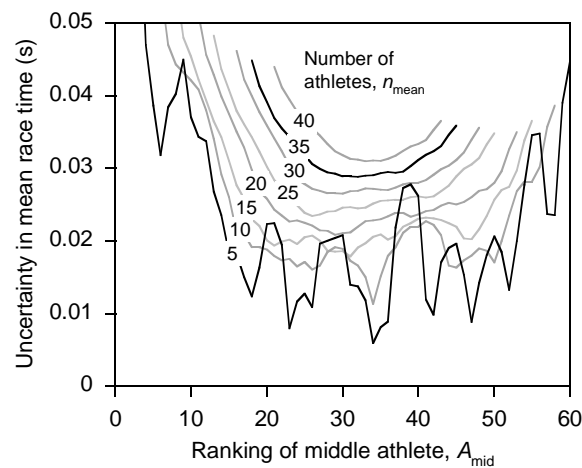 0.05
0.04
0.03
0.02
0.01
0
Uncertainty in mean race time (s)
Number of
athletes, n_mean
40
35
30
25
20
15
10
5
0 10 20 30 40 50 60
Ranking of middle athlete, A_mid